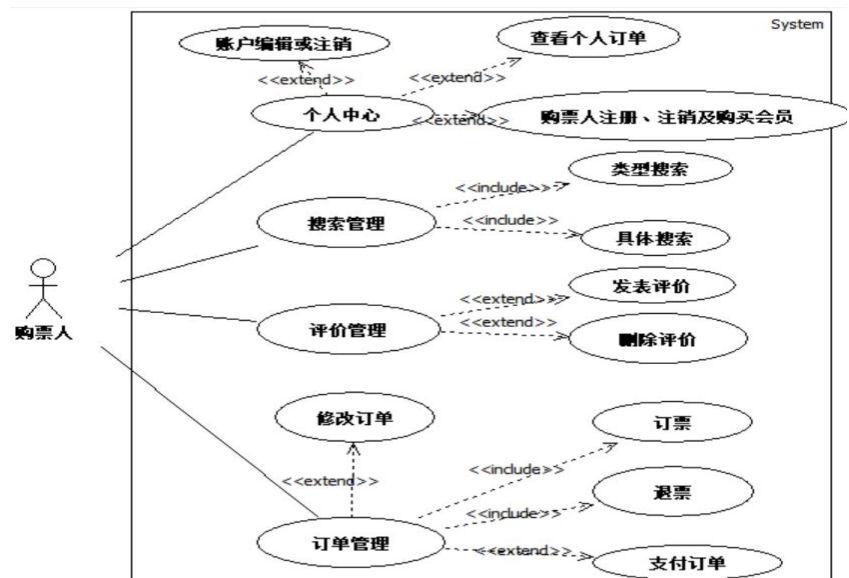 System
账户编辑或注销
查看个人订单
<<extend>>
<<extend>>
个人中心
<<extend>>
购票人注册、注销及购买会员
类型搜索
<<include>>
搜索管理
<<include>>
具体搜索
发表评价
<<extend>>
评价管理
<<extend>>
删除评价
购票人
修改订单
订票
<<include>>
<<extend>>
退票
<<include>>
订单管理
<<extend>>
支付订单